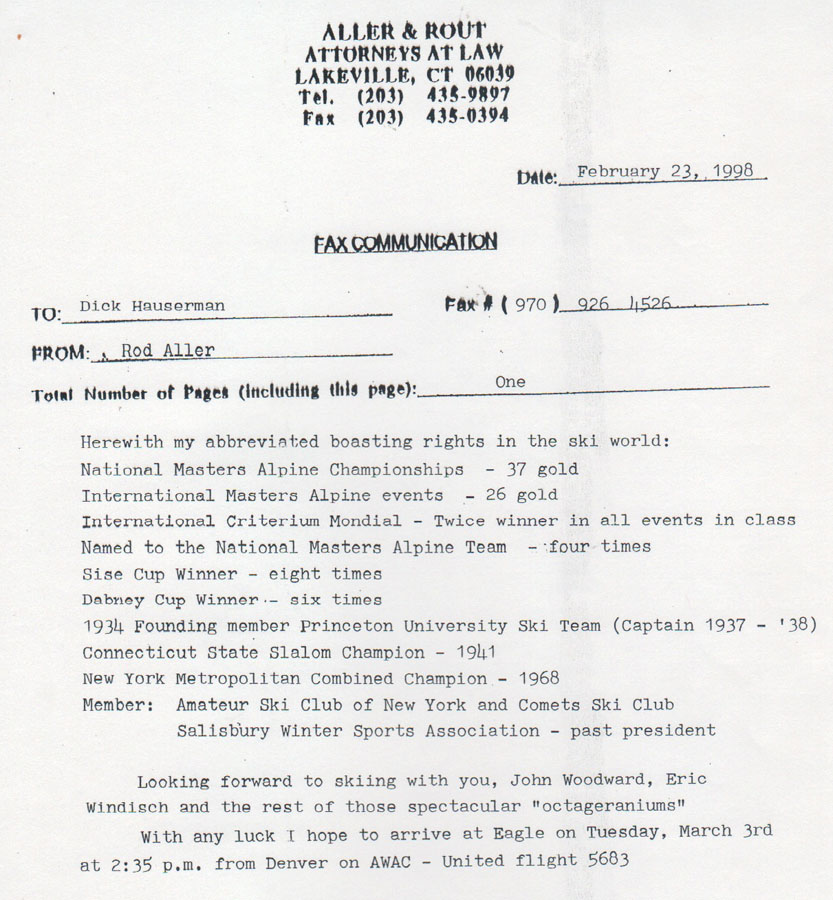 ALLER & ROUT
ATTORNEYS AT LAW
LAKEVILLE, CT 06039
Tel. (203) 435-9897
Fax (203) 435-0394
Date: February 23, 1998
FAX COMMUNICATION
TO: Dick Hauserman Fax # (970) 926 4526
FROM: Rod Aller
Total Number of Pages (including this page): One
Herewith my abbreviated boasting rights in the ski world:
National Masters Alpine Championships - 37 gold
International Masters Alpine events - 26 gold
International Criterium Mondial - Twice winner in all events in class
Named to the National Masters Alpine Team - four times
Sise Cup Winner - eight times
Dabney Cup Winner - six times
1934 Founding member Princeton University Ski Team (Captain 1937 - '38)
Connecticut State Slalom Champion - 1941
New York Metropolitan Combined Champion - 1968
Member: Amateur Ski Club of New York and Comets Ski Club
Salisbury Winter Sports Association - past president
Looking forward to skiing with you, John Woodward, Eric
Windisch and the rest of those spectacular "octageraniums"
With any luck I hope to arrive at Eagle on Tuesday, March 3rd
at 2:35 p.m. from Denver on AWAC - United flight 5683